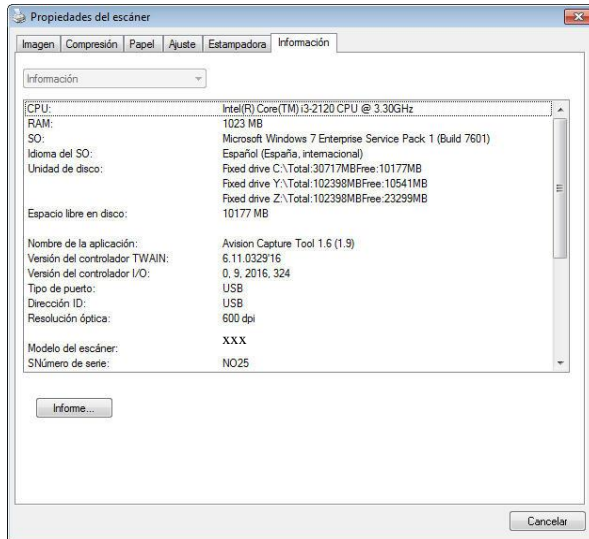 Propiedades del escáner
Imagen Compresión Papel Ajuste Estampadora Información
Información
CPU: Intel(R) Core(TM) i3-2120 CPU @ 3.30GHz
RAM: 1023 MB
SO: Microsoft Windows 7 Enterprise Service Pack 1 (Build 7601)
Idioma del SO: Español (España, internacional)
Unidad de disco: Fixed drive C:\Total:30717MBFree:10177MB
Fixed drive Y:\Total:102398MBFree:10541MB
Fixed drive Z:\Total:102398MBFree:23299MB
Espacio libre en disco: 10177 MB
Nombre de la aplicación: Avision Capture Tool 1.6 (1.9)
Versión del controlador TWAIN: 6.11.0329'16
Versión del controlador I/O: 0, 9, 2016, 324
Tipo de puerto: USB
Dirección ID: USB
Resolución óptica: 600 dpi
Modelo del escáner: XXX
SNúmero de serie: NO25
Informe...
Cancelar